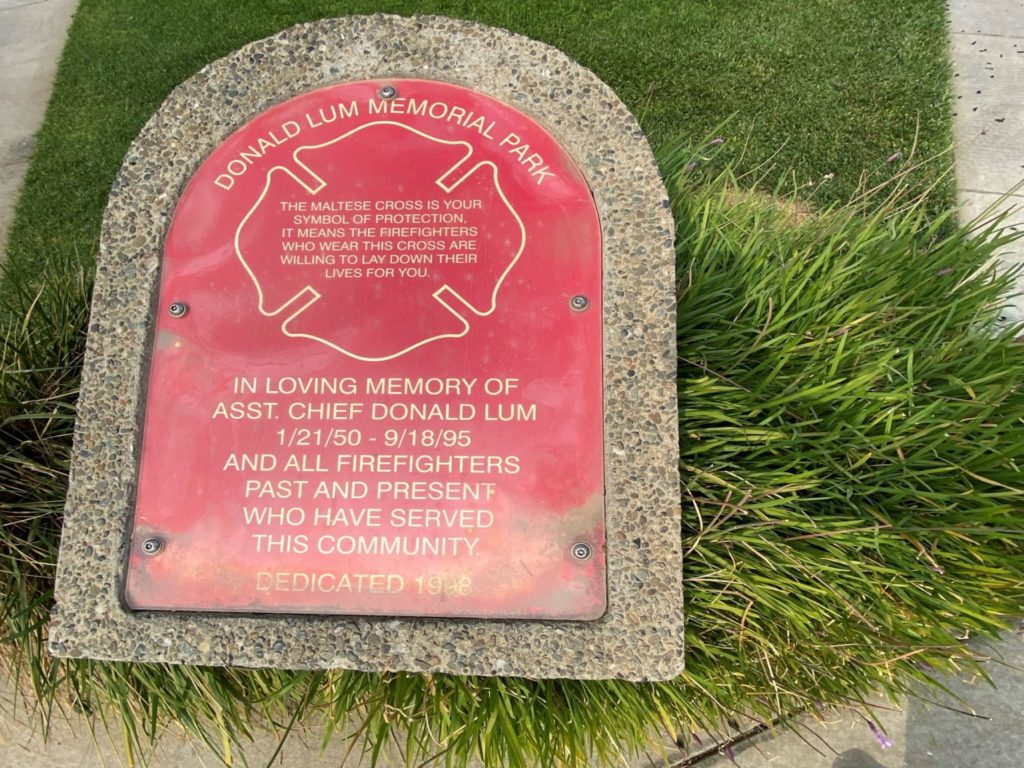 DONALD LUM MEMORIAL PARK
THE MALTESE CROSS IS YOUR
SYMBOL OF PROTECTION,
IT MEANS THE FIREFIGHTERS
WHO WEAR THIS CROSS ARE
WILLING TO LAY DOWN THEIR
LIVES FOR YOU.
IN LOVING MEMORY OF
ASST. CHIEF DONALD LUM
1/21/50 - 9/18/95
AND ALL FIREFIGHTERS
PAST AND PRESENT
WHO HAVE SERVED
THIS COMMUNITY.
DEDICATED 1998